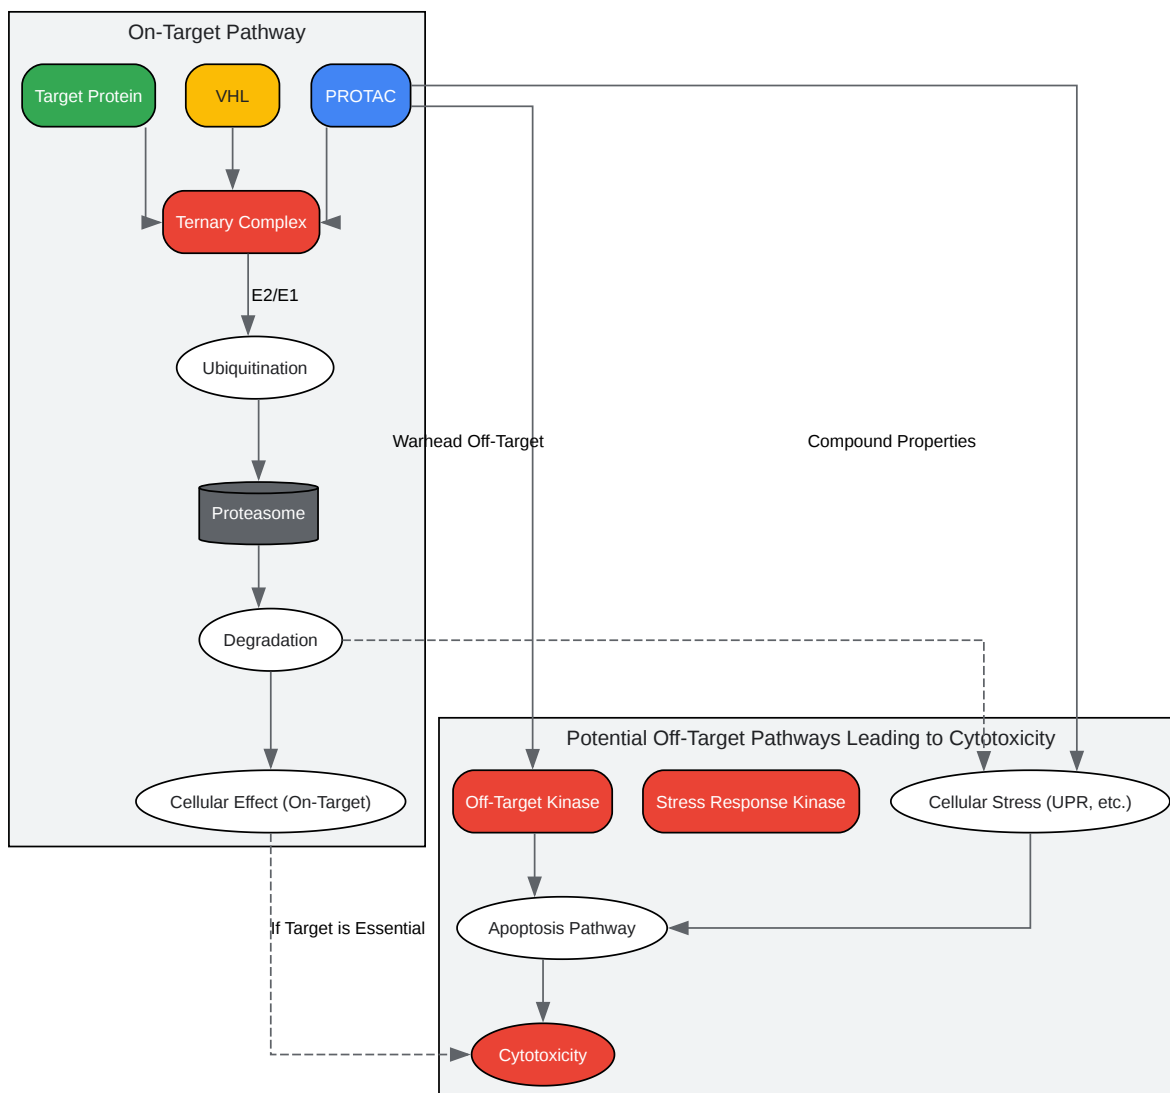 On-Target Pathway
Target Protein
VHL
PROTAC
Ternary Complex
E2/E1
Ubiquitination
Warhead Off-Target
Compound Properties
Proteasome
Degradation
Potential Off-Target Pathways Leading to Cytotoxicity
Cellular Effect (On-Target)
Off-Target Kinase
Stress Response Kinase
Cellular Stress (UPR, etc.)
If Target is Essential
Apoptosis Pathway
Cytotoxicity